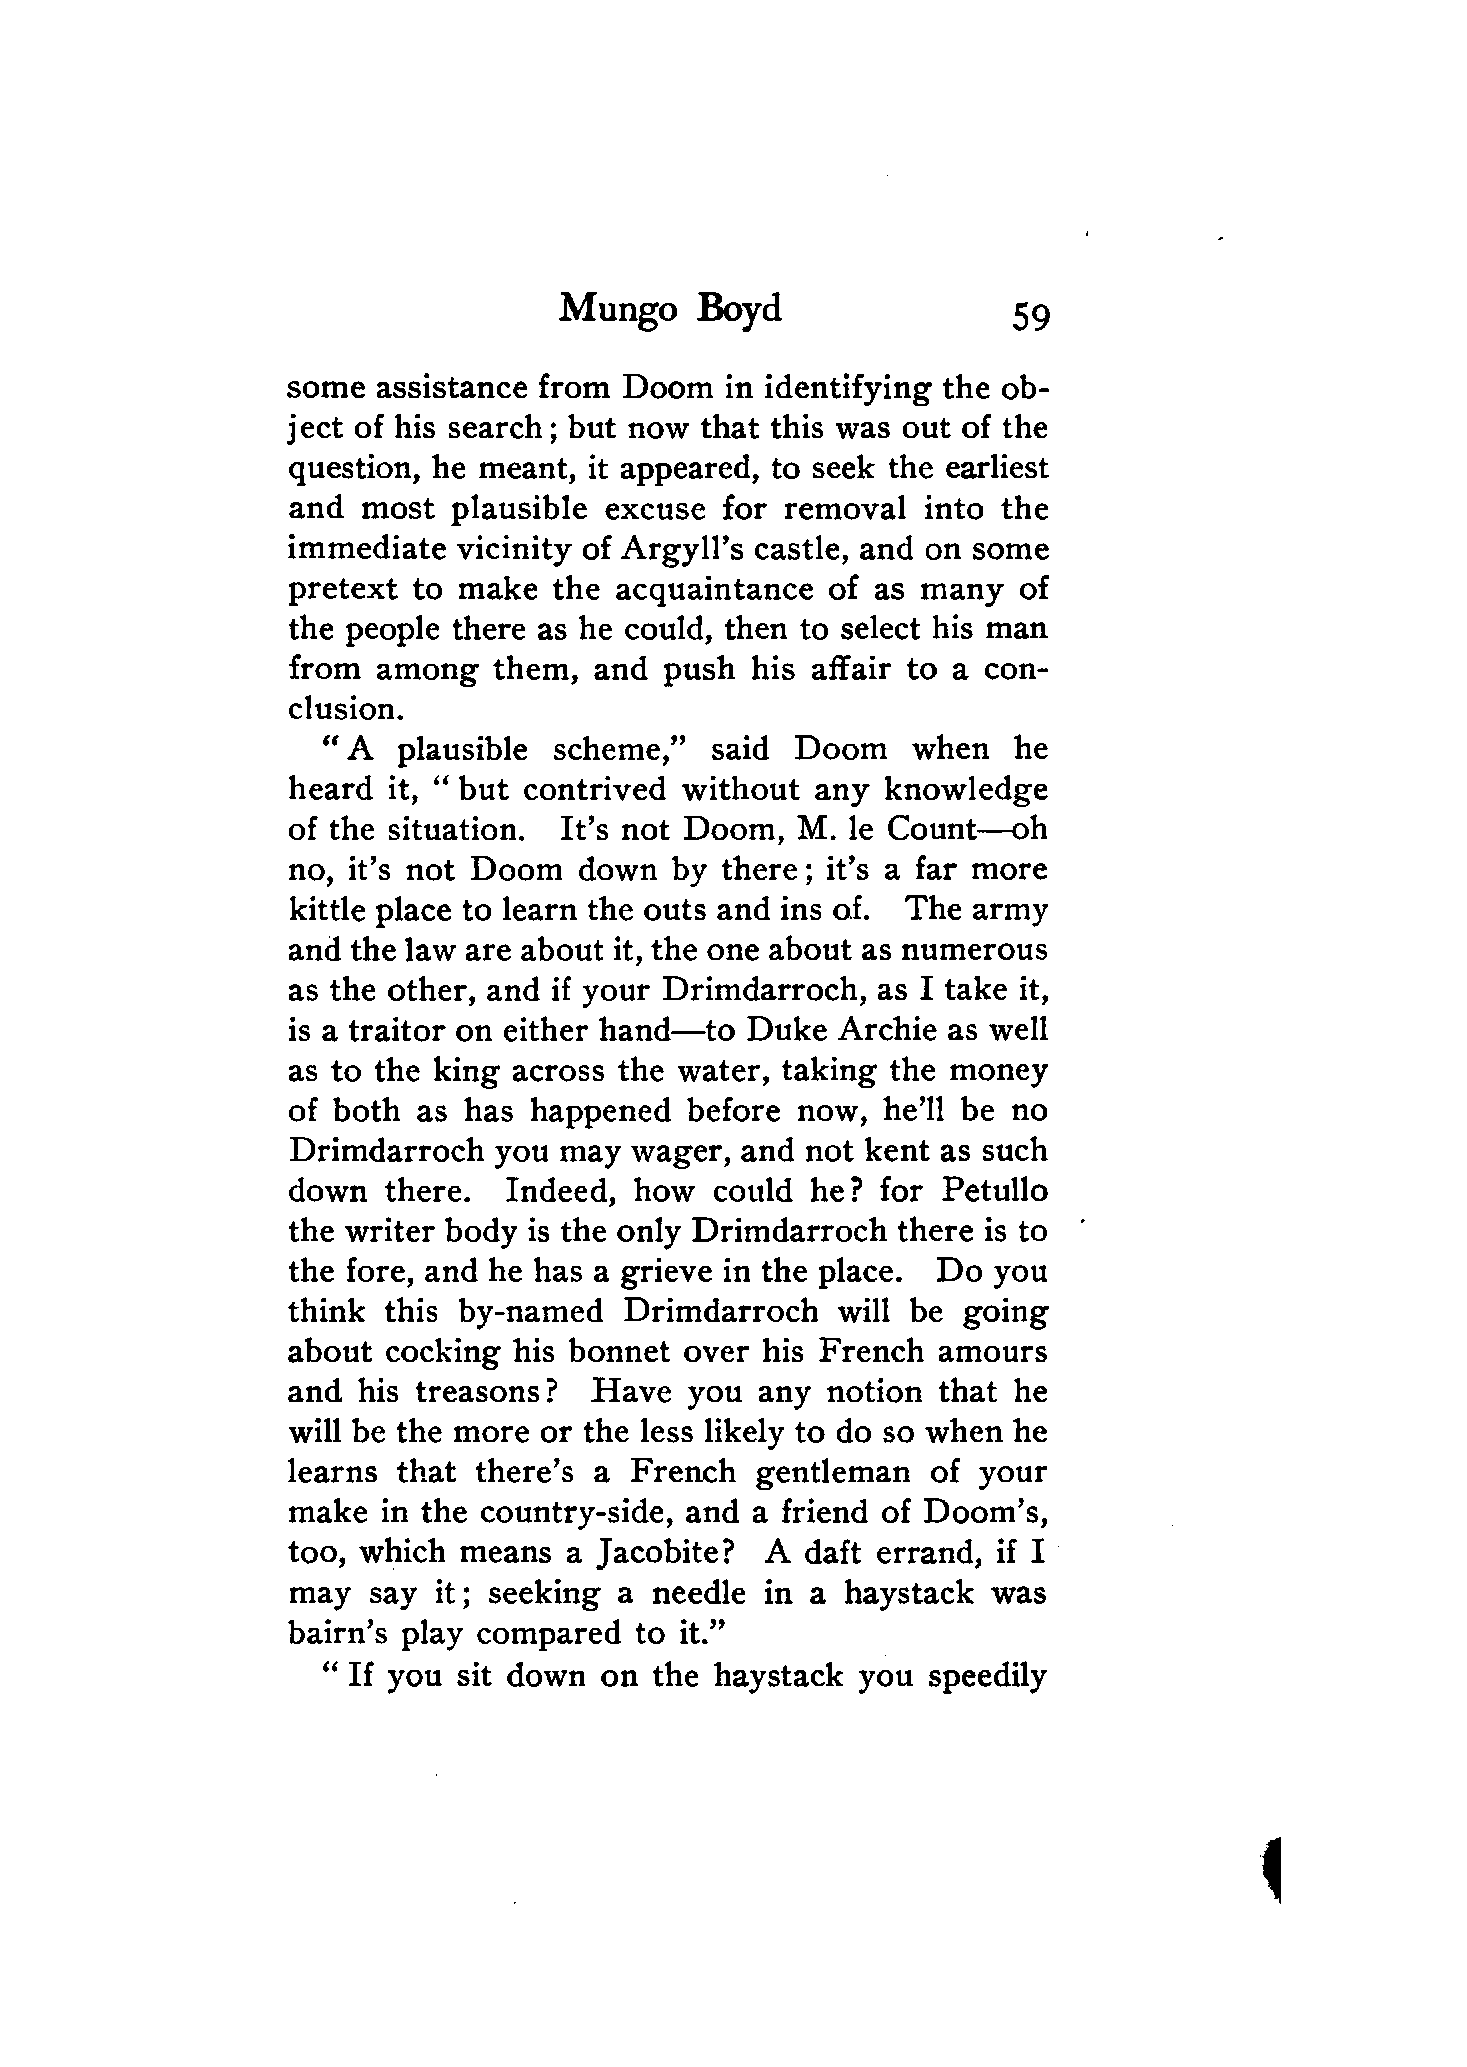 Mungo Boyd 59
some assistance from Doom in identifying the ob-
ject of his search; but now that this was out of the
question, he meant, it appeared, to seek the earliest
and most plausible excuse for removal into the
immediate vicinity of Argyll's castle, and on some
pretext to make the acquaintance of as many of
the people there as he could, then to select his man
from among them, and push his affair to a con-
clusion.
"A plausible scheme," said Doom when he
heard it, "but contrived without any knowledge
of the situation. It's not Doom, M. le Count—oh
no, it's not Doom down by there; it's a far more
kittle place to learn the outs and ins of. The army
and the law are about it, the one about as numerous
as the other, and if your Drimdarroch, as I take it,
is a traitor on either hand—to Duke Archie as well
as to the king across the water, taking the money
of both as has happened before now, he'll be no
Drimdarroch you may wager, and not kent as such
down there. Indeed, how could he? for Petullo
the writer body is the only Drimdarroch there is to
the fore, and he has a grieve in the place. Do you
think this by-named Drimdarroch will be going
about cocking his bonnet over his French amours
and his treasons? Have you any notion that he
will be the more or the less likely to do so when he
learns that there's a French gentleman of your
make in the country-side, and a friend of Doom's,
too, which means a Jacobite? A daft errand, if I
may say it; seeking a needle in a haystack was
bairn's play compared to it."
"If you sit down on the haystack you speedily